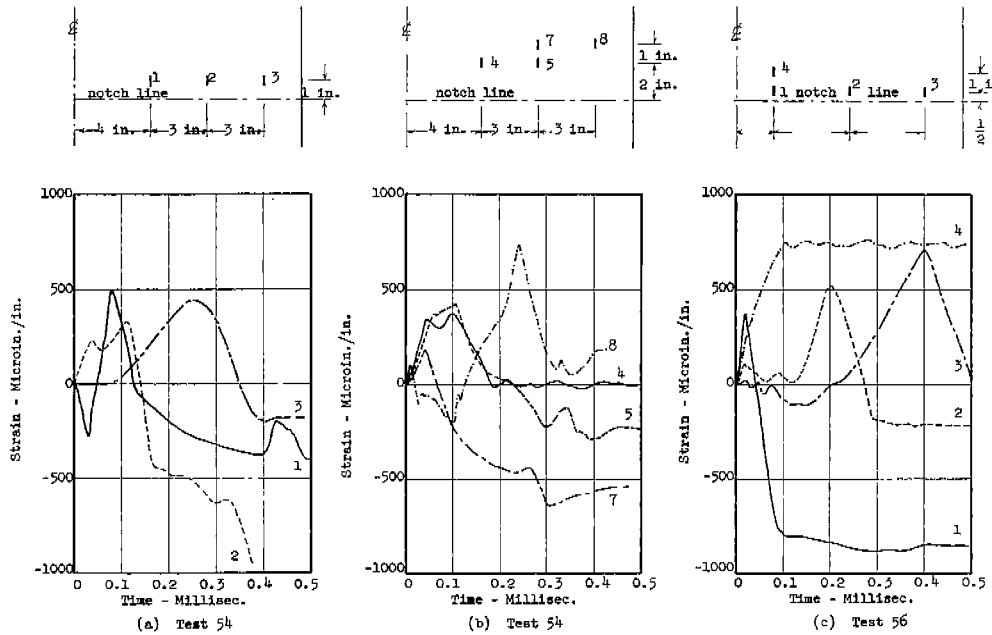 ℄
1
2
3
notch line
1 in.
4 in.
3 in.
3 in.
℄
7
8
4
5
1 in.
2 in.
notch line
4 in.
3 in.
3 in.
℄
4
1 notch
2 line
3
1 i
1/2
Strain - Microin./in.
1000
500
0
-500
-1000
3
1
2
0 0.1 0.2 0.3 0.4 0.5
Time - Millisec.
(a) Test 54
Strain - Microin./in.
1000
500
0
-500
-1000
8
4
5
7
0 0.1 0.2 0.3 0.4 0.5
Time - Millisec.
(b) Test 54
Strain - Microin./in.
1000
500
0
-500
-1000
4
3
2
1
0 0.1 0.2 0.3 0.4 0.5
Time - Millisec.
(c) Test 56